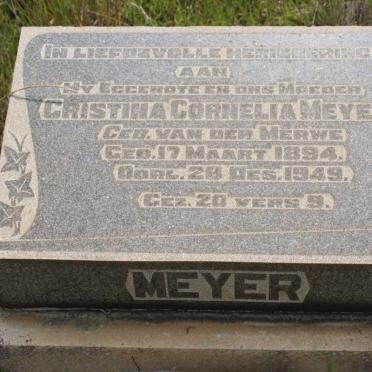 IN LIEFDEVOLLE HERINNERING
AAN
MY EGGENOTE EN ONS MOEDER,
CRISTINA CORNELIA MEYE
GEB. VAN DER MERWE
GEB. 17 MAART 1894.
OORL. 28 DES. 1949.
GEZ. 20 VERS 9.
MEYER